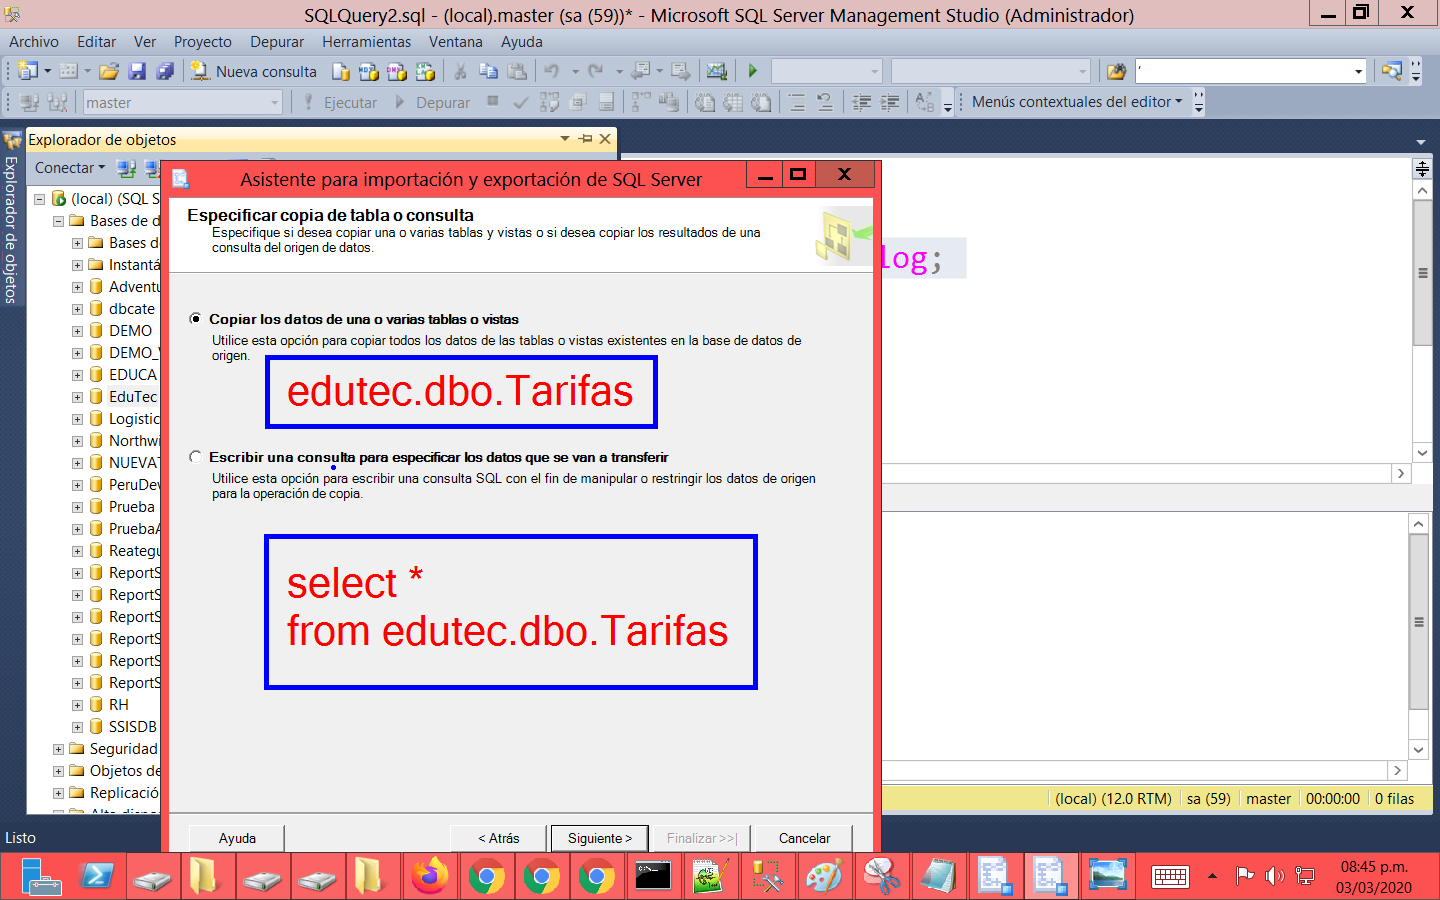 SQLQuery2.sql - (local).master (sa (59))* - Microsoft SQL Server Management Studio (Administrador)
Archivo Editar Ver Proyecto Depurar Herramientas Ventana Ayuda
Nueva consulta
master Ejecutar Depurar Menús contextuales del editor
Explorador de objetos
Explorador de objetos
Conectar
(local) (SQL S
Bases de d
Bases d
Instantá
Adventu
dbcate
DEMO
DEMO_V
EDUCA
EduTec
Logistic
Northwi
NUEVAT
PeruDev
Prueba
PruebaA
Reategu
ReportS
ReportS
ReportS
ReportS
ReportS
ReportS
RH
SSISDB
Seguridad
Objetos de
Replicació
Asistente para importación y exportación de SQL Server
Especificar copia de tabla o consulta
Especifique si desea copiar una o varias tablas y vistas o si desea copiar los resultados de una
consulta del origen de datos.
log;
Copiar los datos de una o varias tablas o vistas
Utilice esta opción para copiar todos los datos de las tablas o vistas existentes en la base de datos de
origen.
edutec.dbo.Tarifas
Escribir una consulta para especificar los datos que se van a transferir
Utilice esta opción para escribir una consulta SQL con el fin de manipular o restringir los datos de origen
para la operación de copia.
select *
from edutec.dbo.Tarifas
Ayuda < Atrás Siguiente > Finalizar >>| Cancelar
(local) (12.0 RTM) sa (59) master 00:00:00 0 filas
Listo
08:45 p.m.
03/03/2020